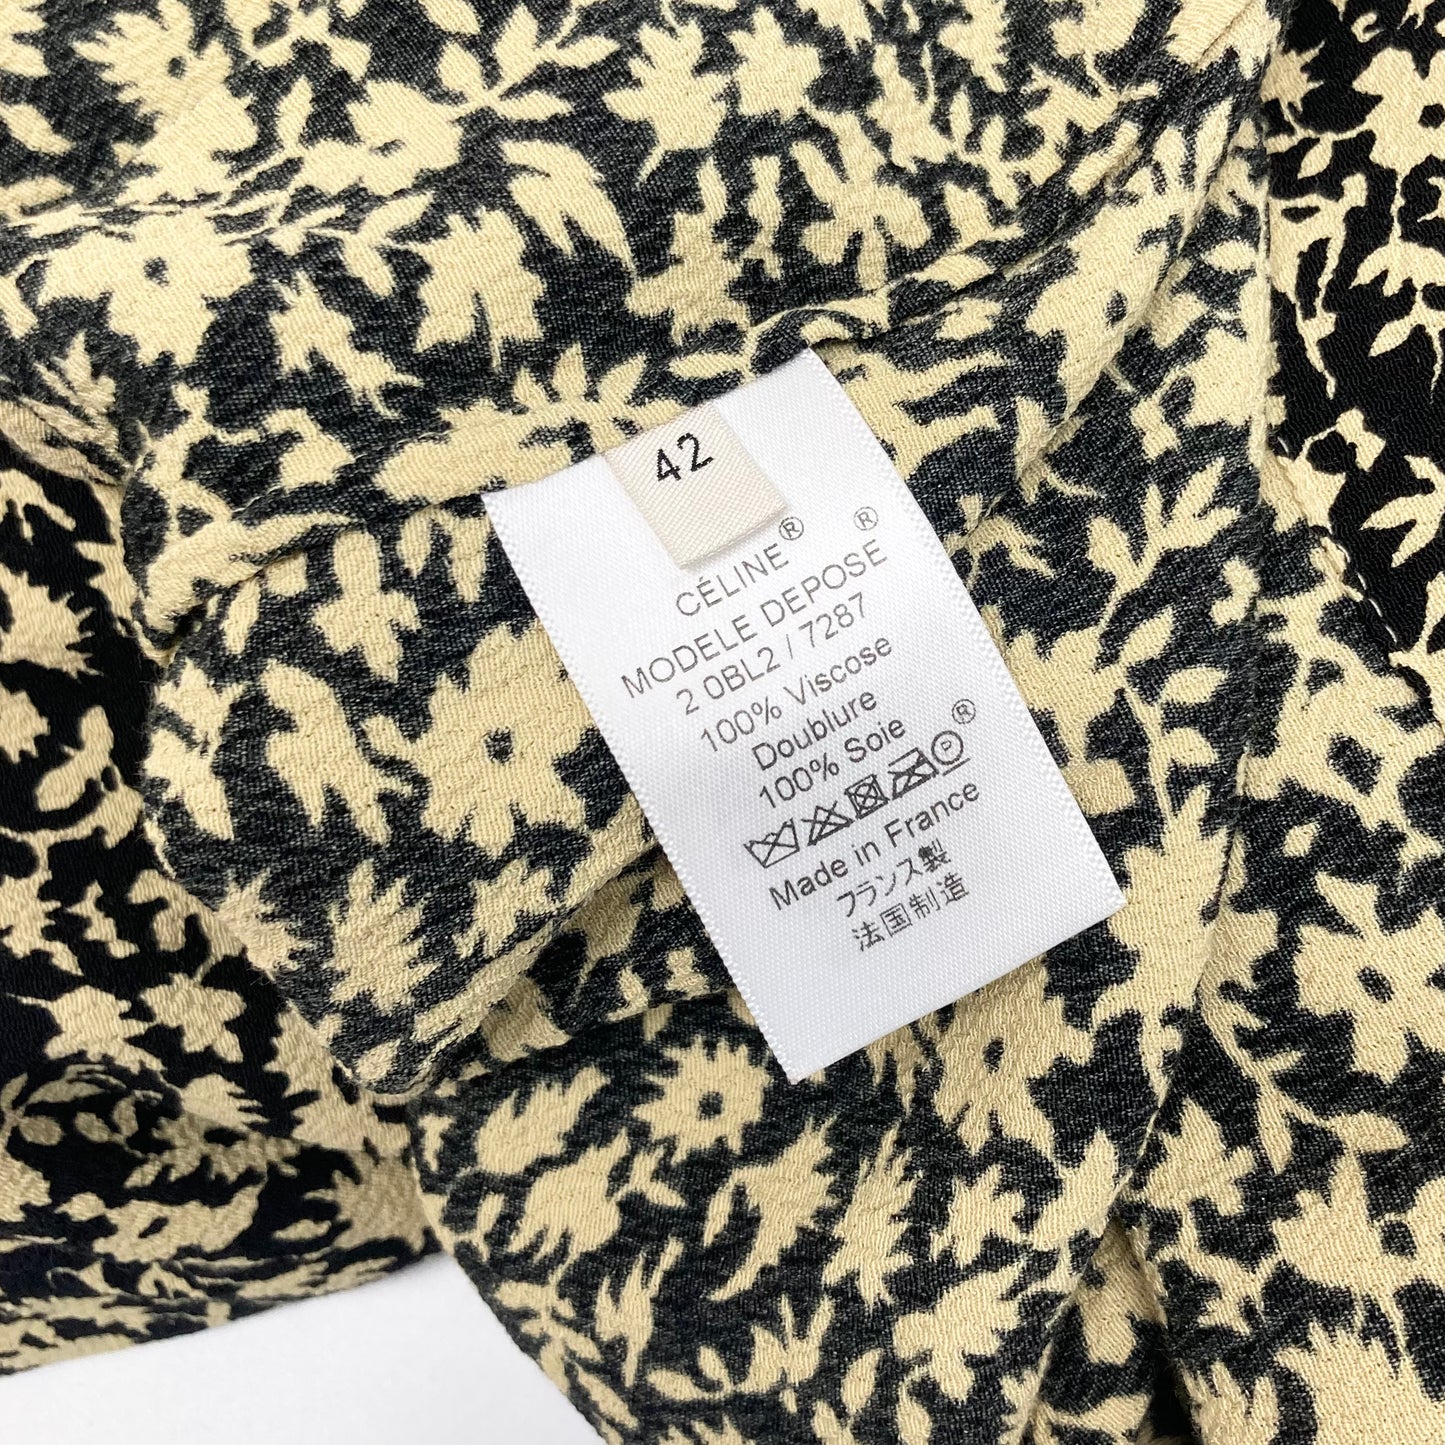 42
CÉLINE®
MODELE DEPOSE®
2 0BL2 / 7287
100% Viscose
Doublure
100% Soie
®
P
Made in France
フランス製
法国制造